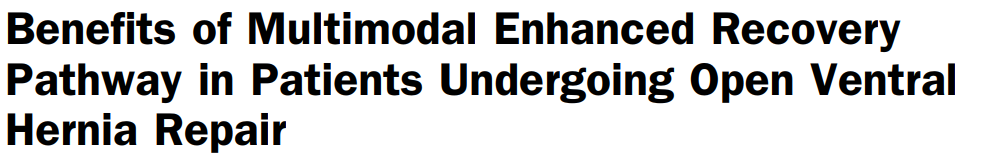 Benefits of Multimodal Enhanced Recovery
Pathway in Patients Undergoing Open Ventral
Hernia Repair